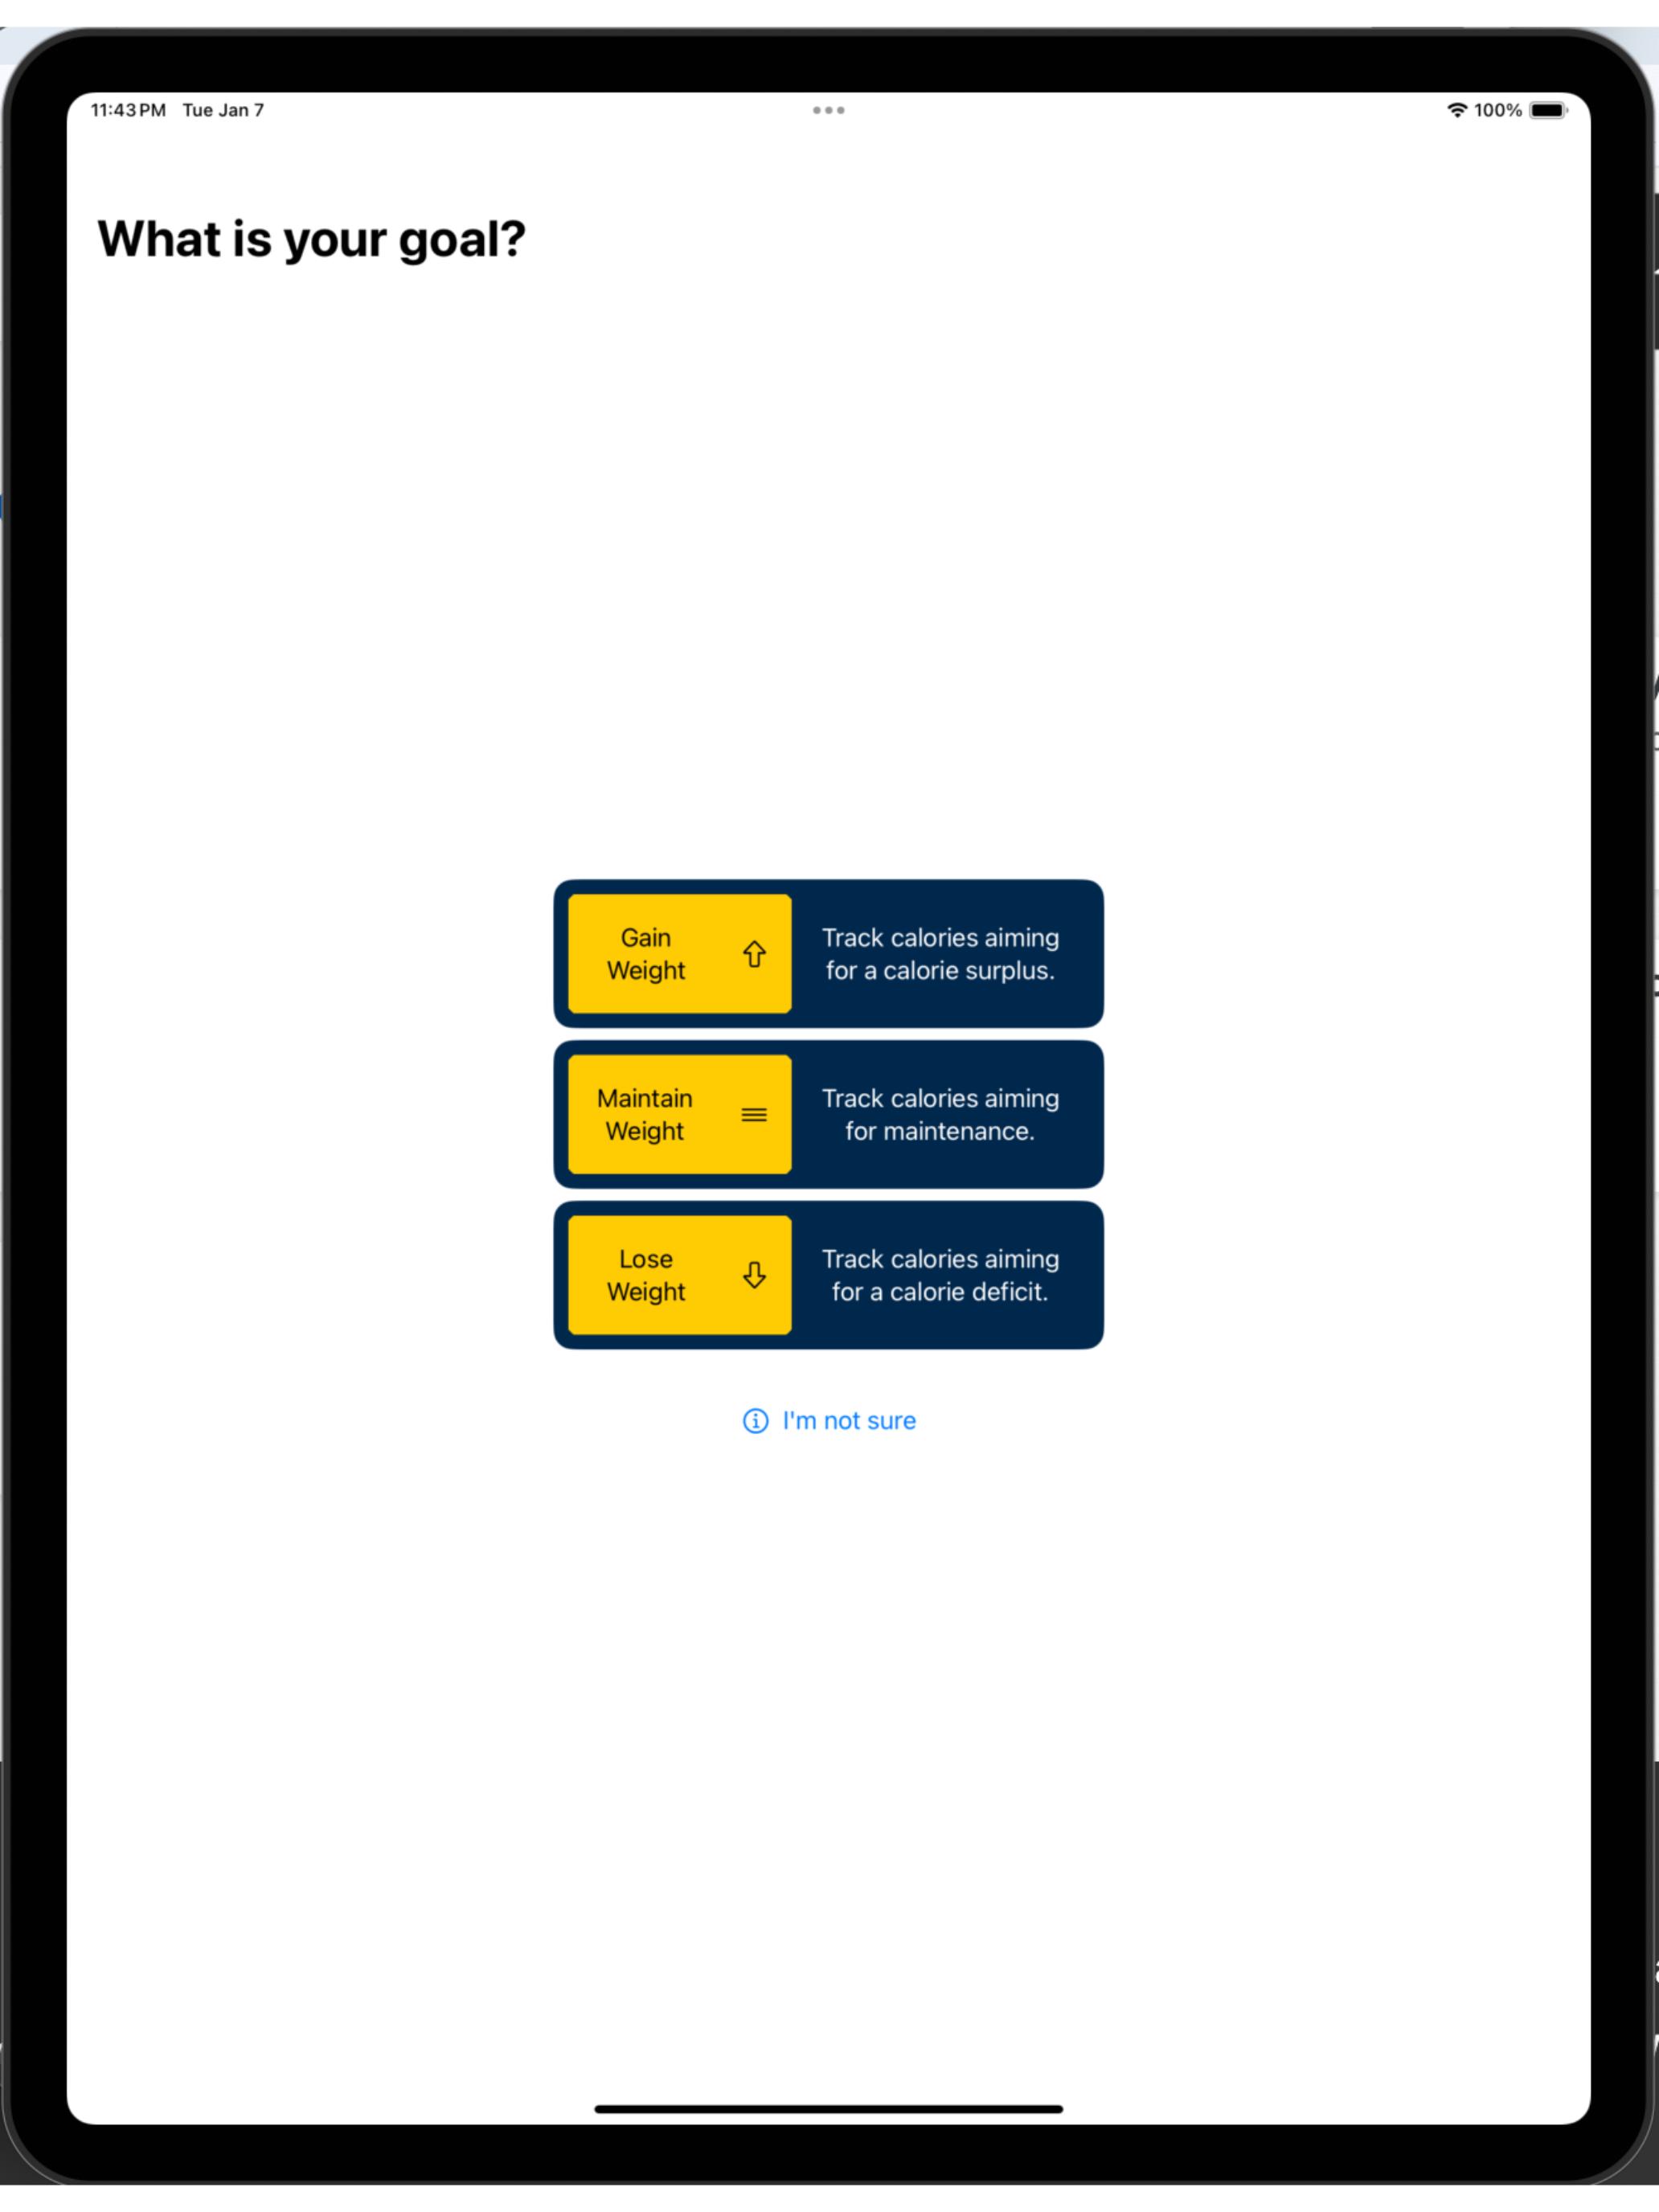 11:43 PM Tue Jan 7
100%
What is your goal?
Gain
Weight
Track calories aiming
for a calorie surplus.
Maintain
Weight
Track calories aiming
for maintenance.
Lose
Weight
Track calories aiming
for a calorie deficit.
I'm not sure